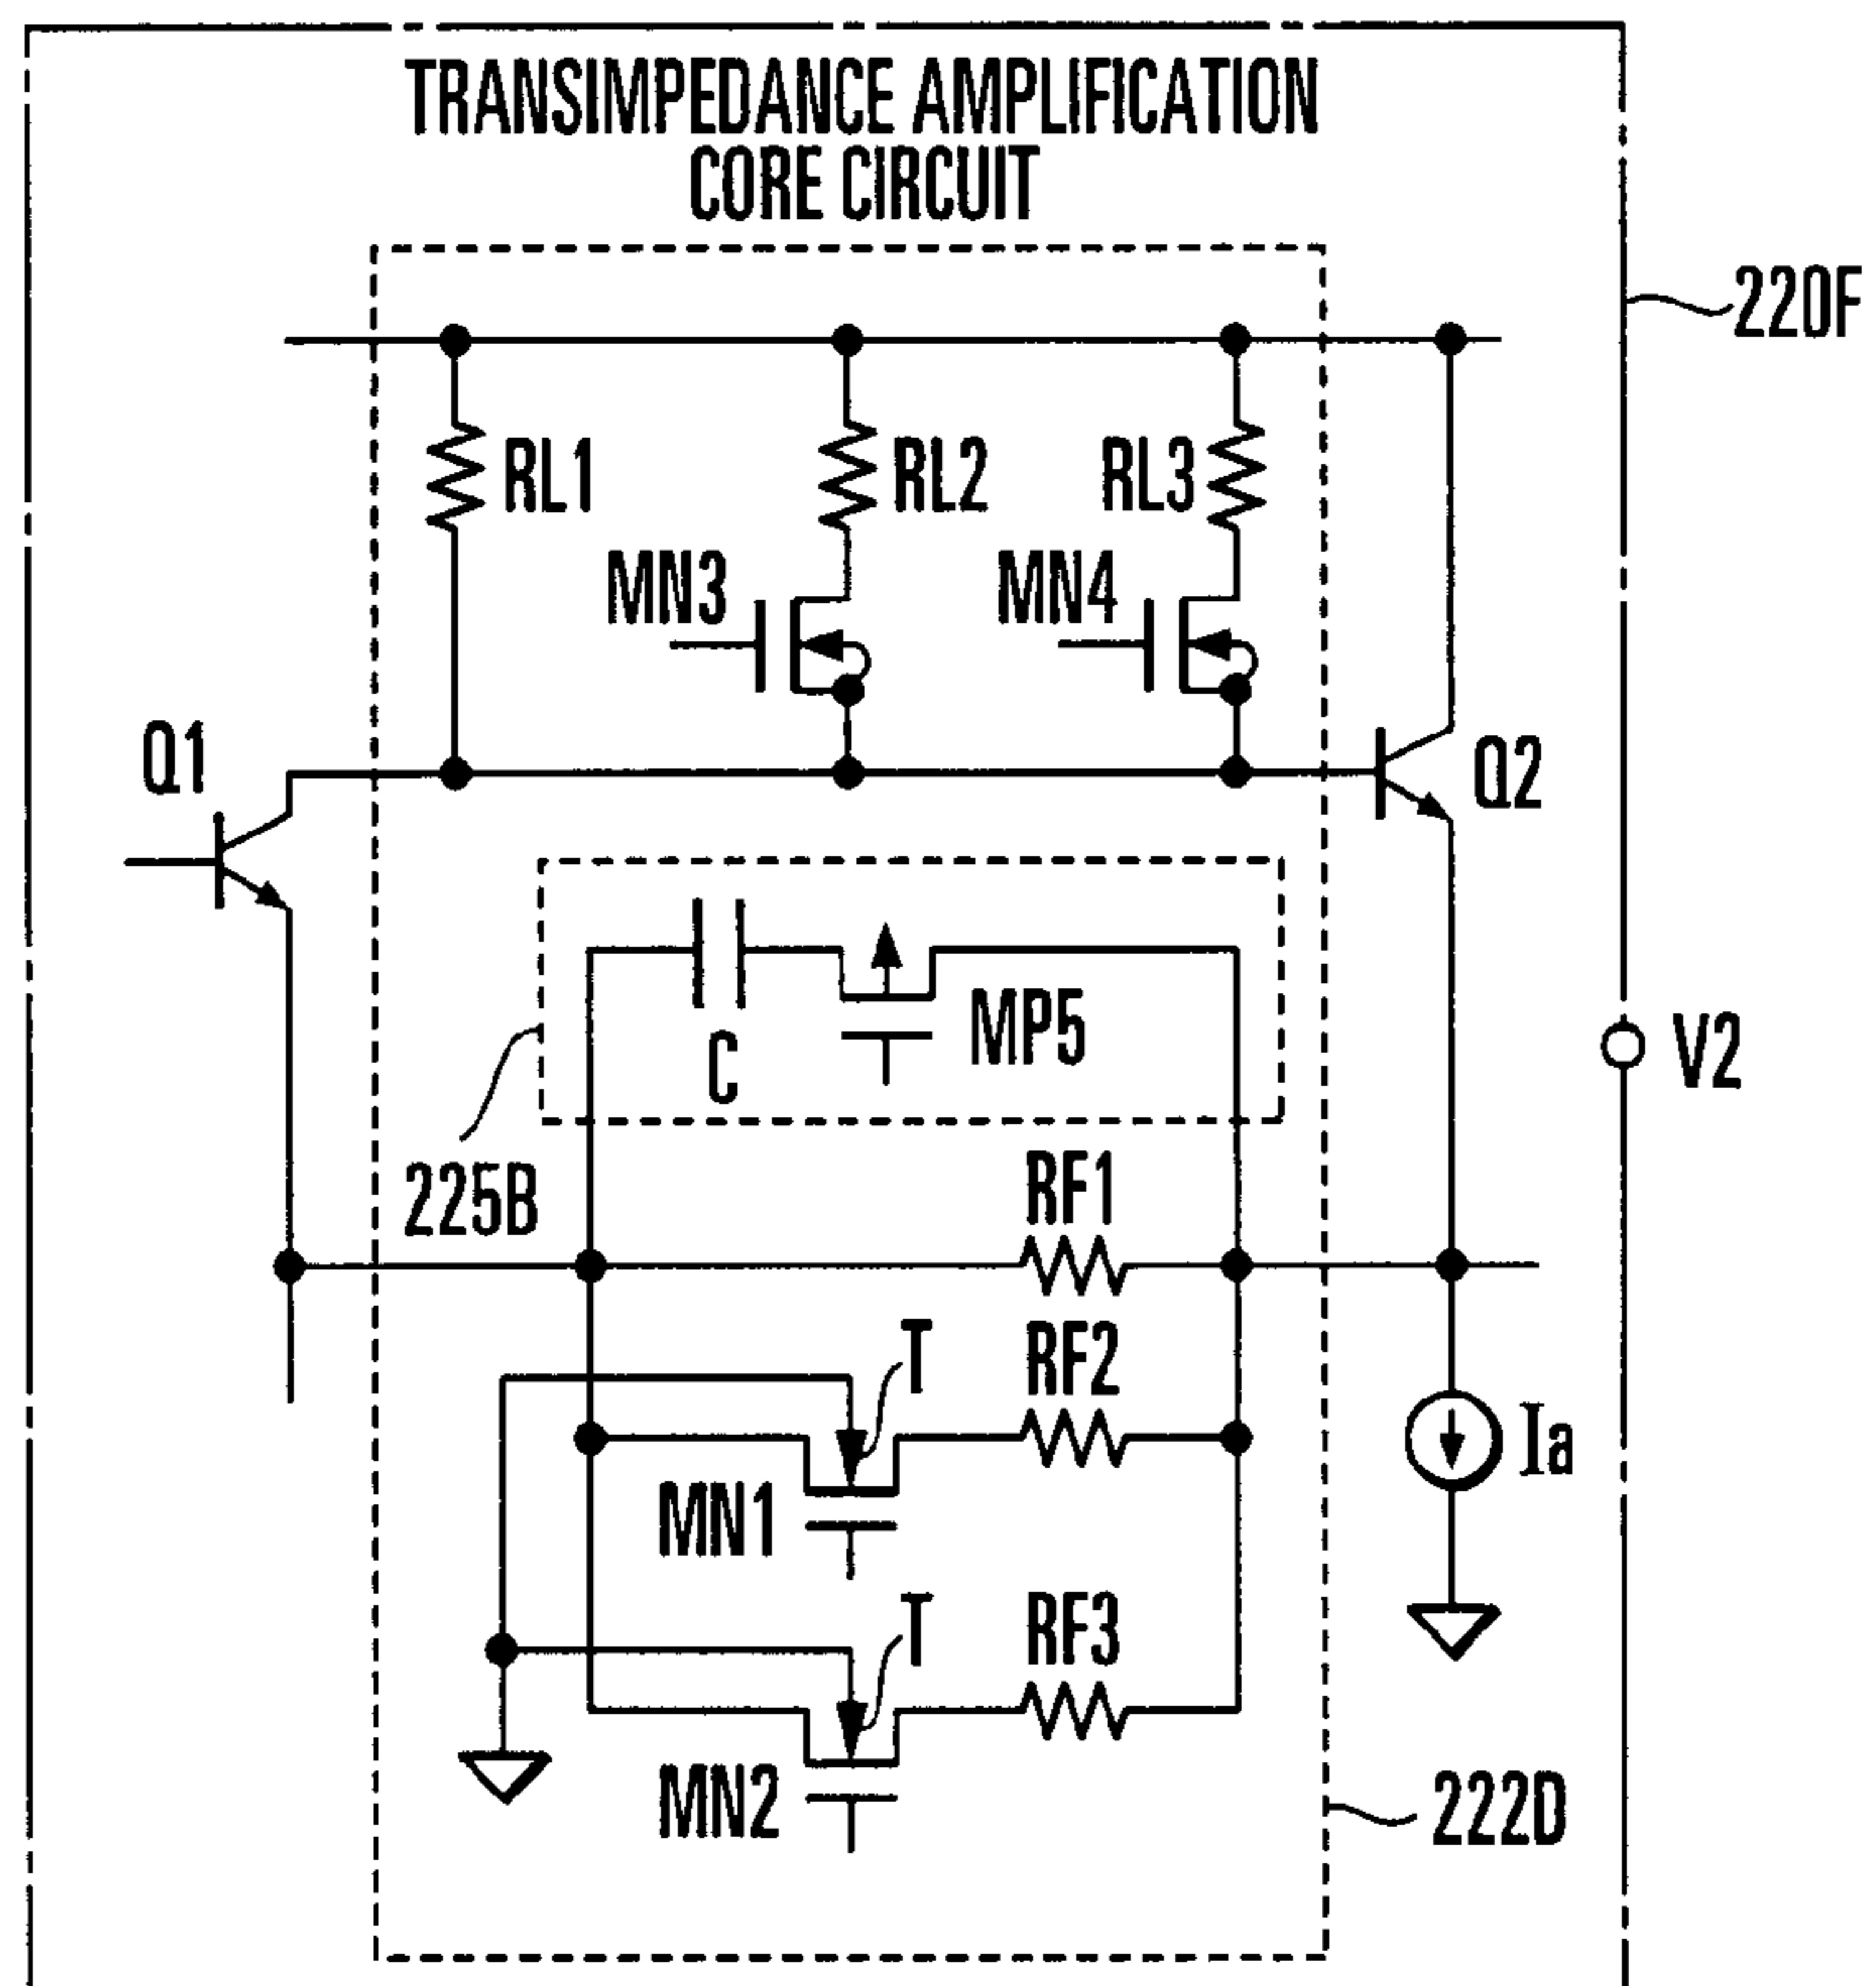 TRANSIMPEDANCE AMPLIFICATION
CORE CIRCUIT
220F
RL1
RL2
RL3
MN3
MN4
Q1
Q2
C
MP5
V2
225B
RF1
T
RF2
MN1
Ia
T
RF3
MN2
222D